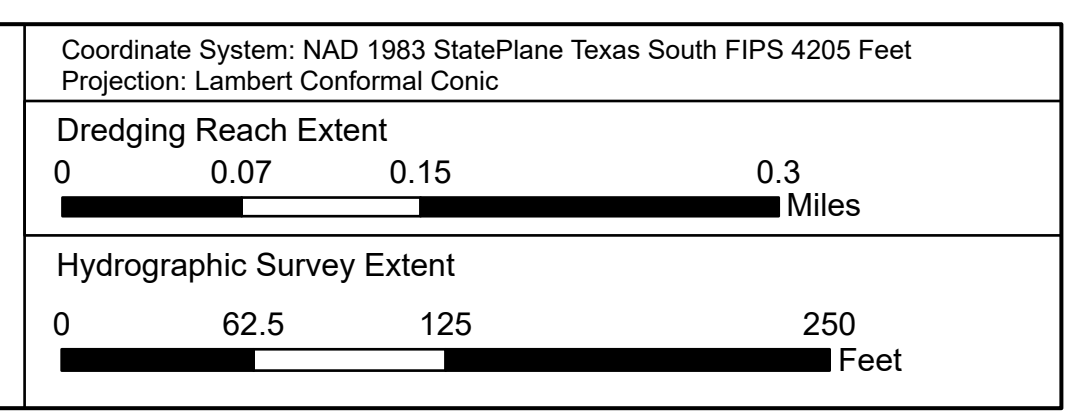 Coordinate System: NAD 1983 StatePlane Texas South FIPS 4205 Feet
Projection: Lambert Conformal Conic
Dredging Reach Extent
0 0.07 0.15 0.3
Miles
Hydrographic Survey Extent
0 62.5 125 250
Feet